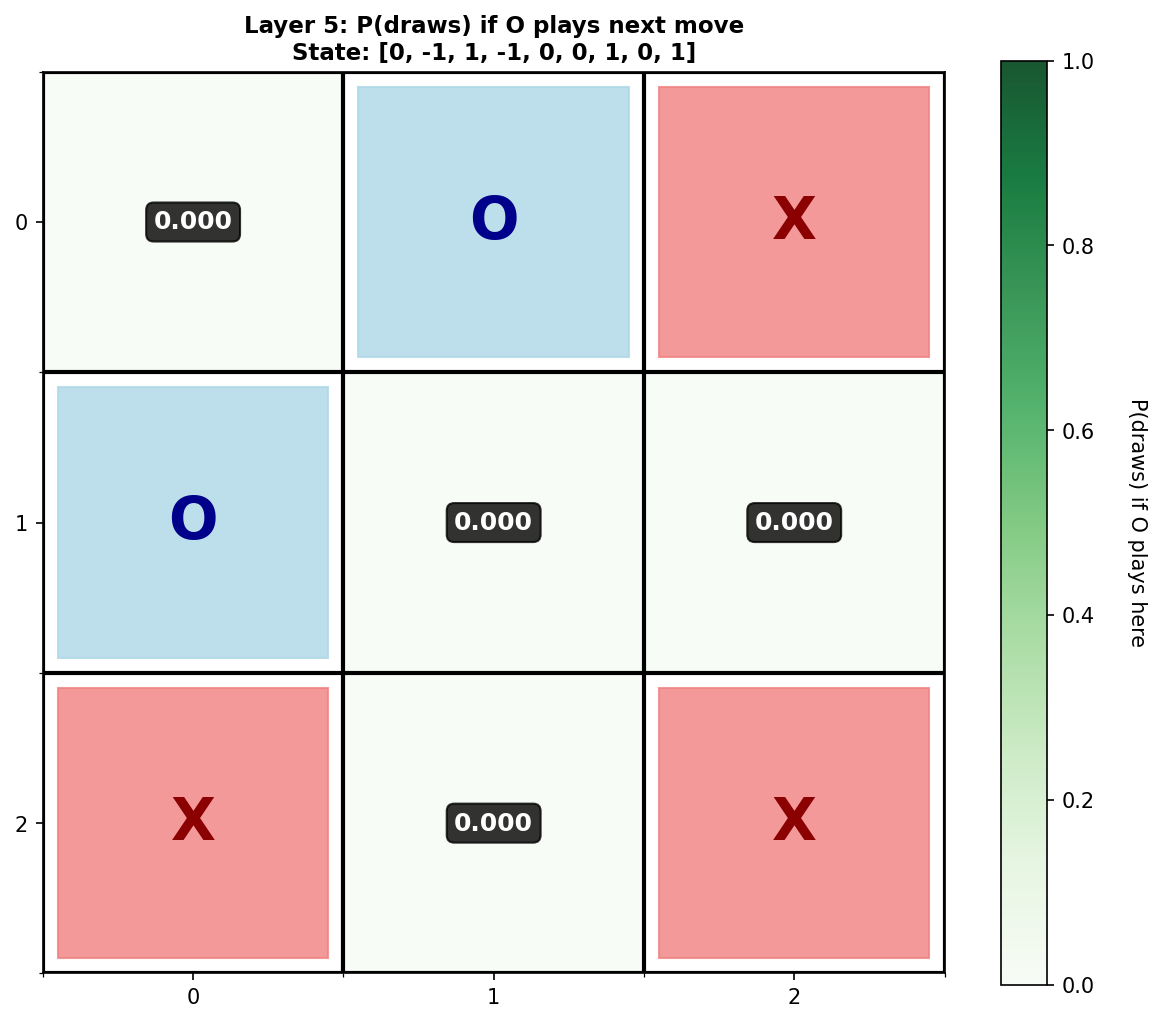 Layer 5: P(draws) if O plays next move
State: [0, -1, 1, -1, 0, 0, 1, 0, 1]
1.0
0.8
0.6
0.4
0.2
0.0
P(draws) if O plays here
0
0.000
O
X
1
O
0.000
0.000
2
X
0.000
X
0
1
2